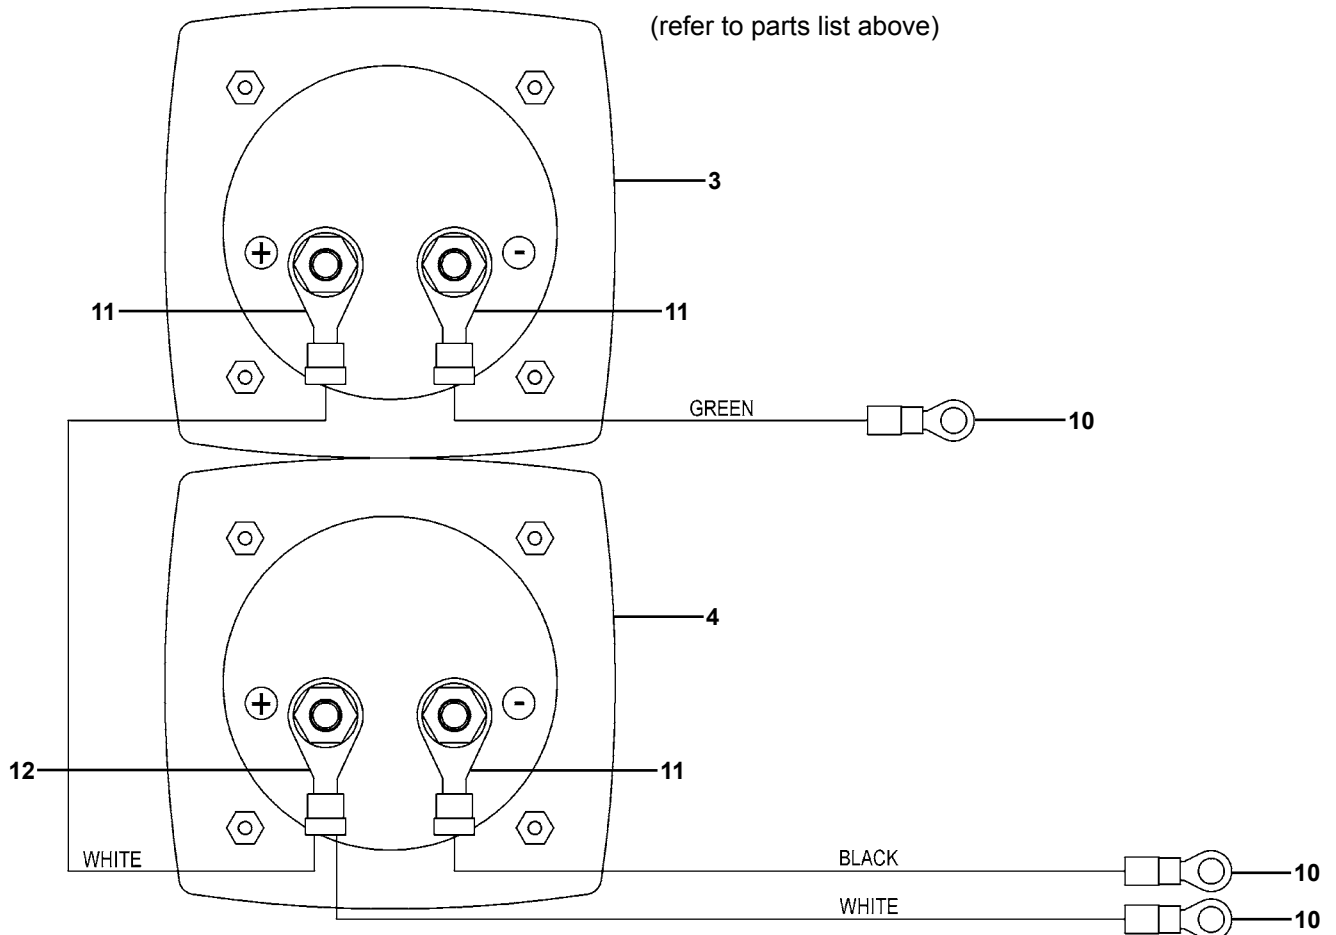 (refer to parts list above)
3
+ -
11 11
GREEN 10
4
+ -
12 11
WHITE BLACK 10
WHITE 10